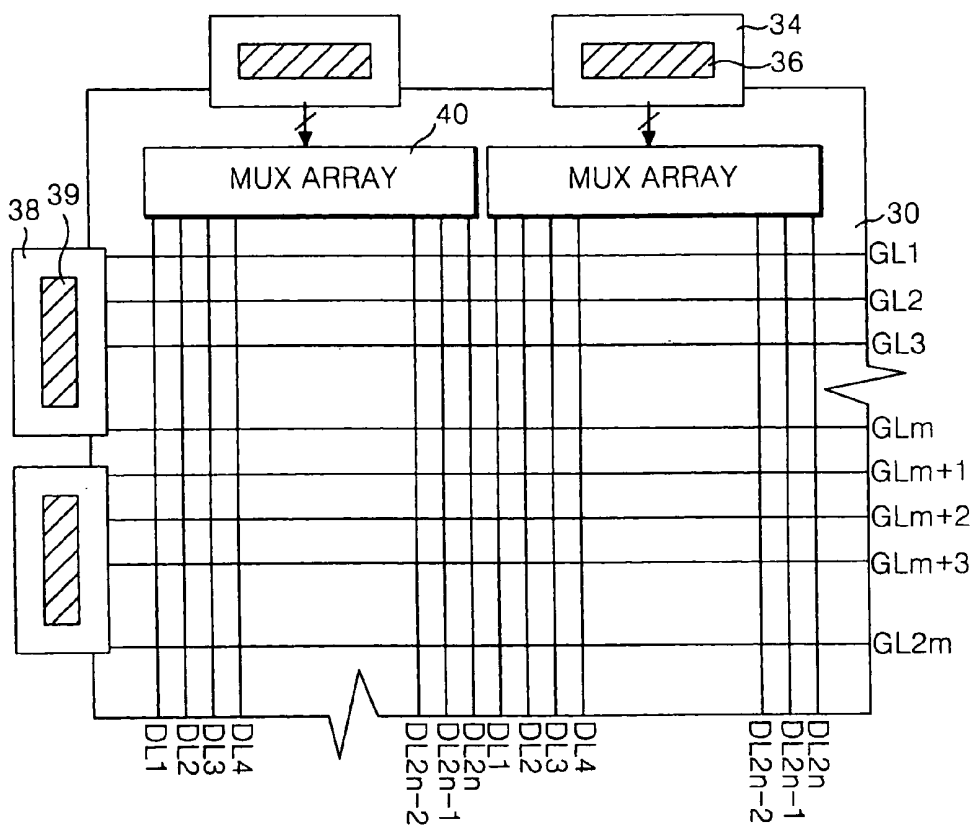 34
36
40
MUX ARRAY
MUX ARRAY
38
39
30
GL1
GL2
GL3
GLm
GLm+1
GLm+2
GLm+3
GL2m
DL1
DL2
DL3
DL4
DL2n-2
DL2n-1
DL2n
DL1
DL2
DL3
DL4
DL2n-2
DL2n-1
DL2n